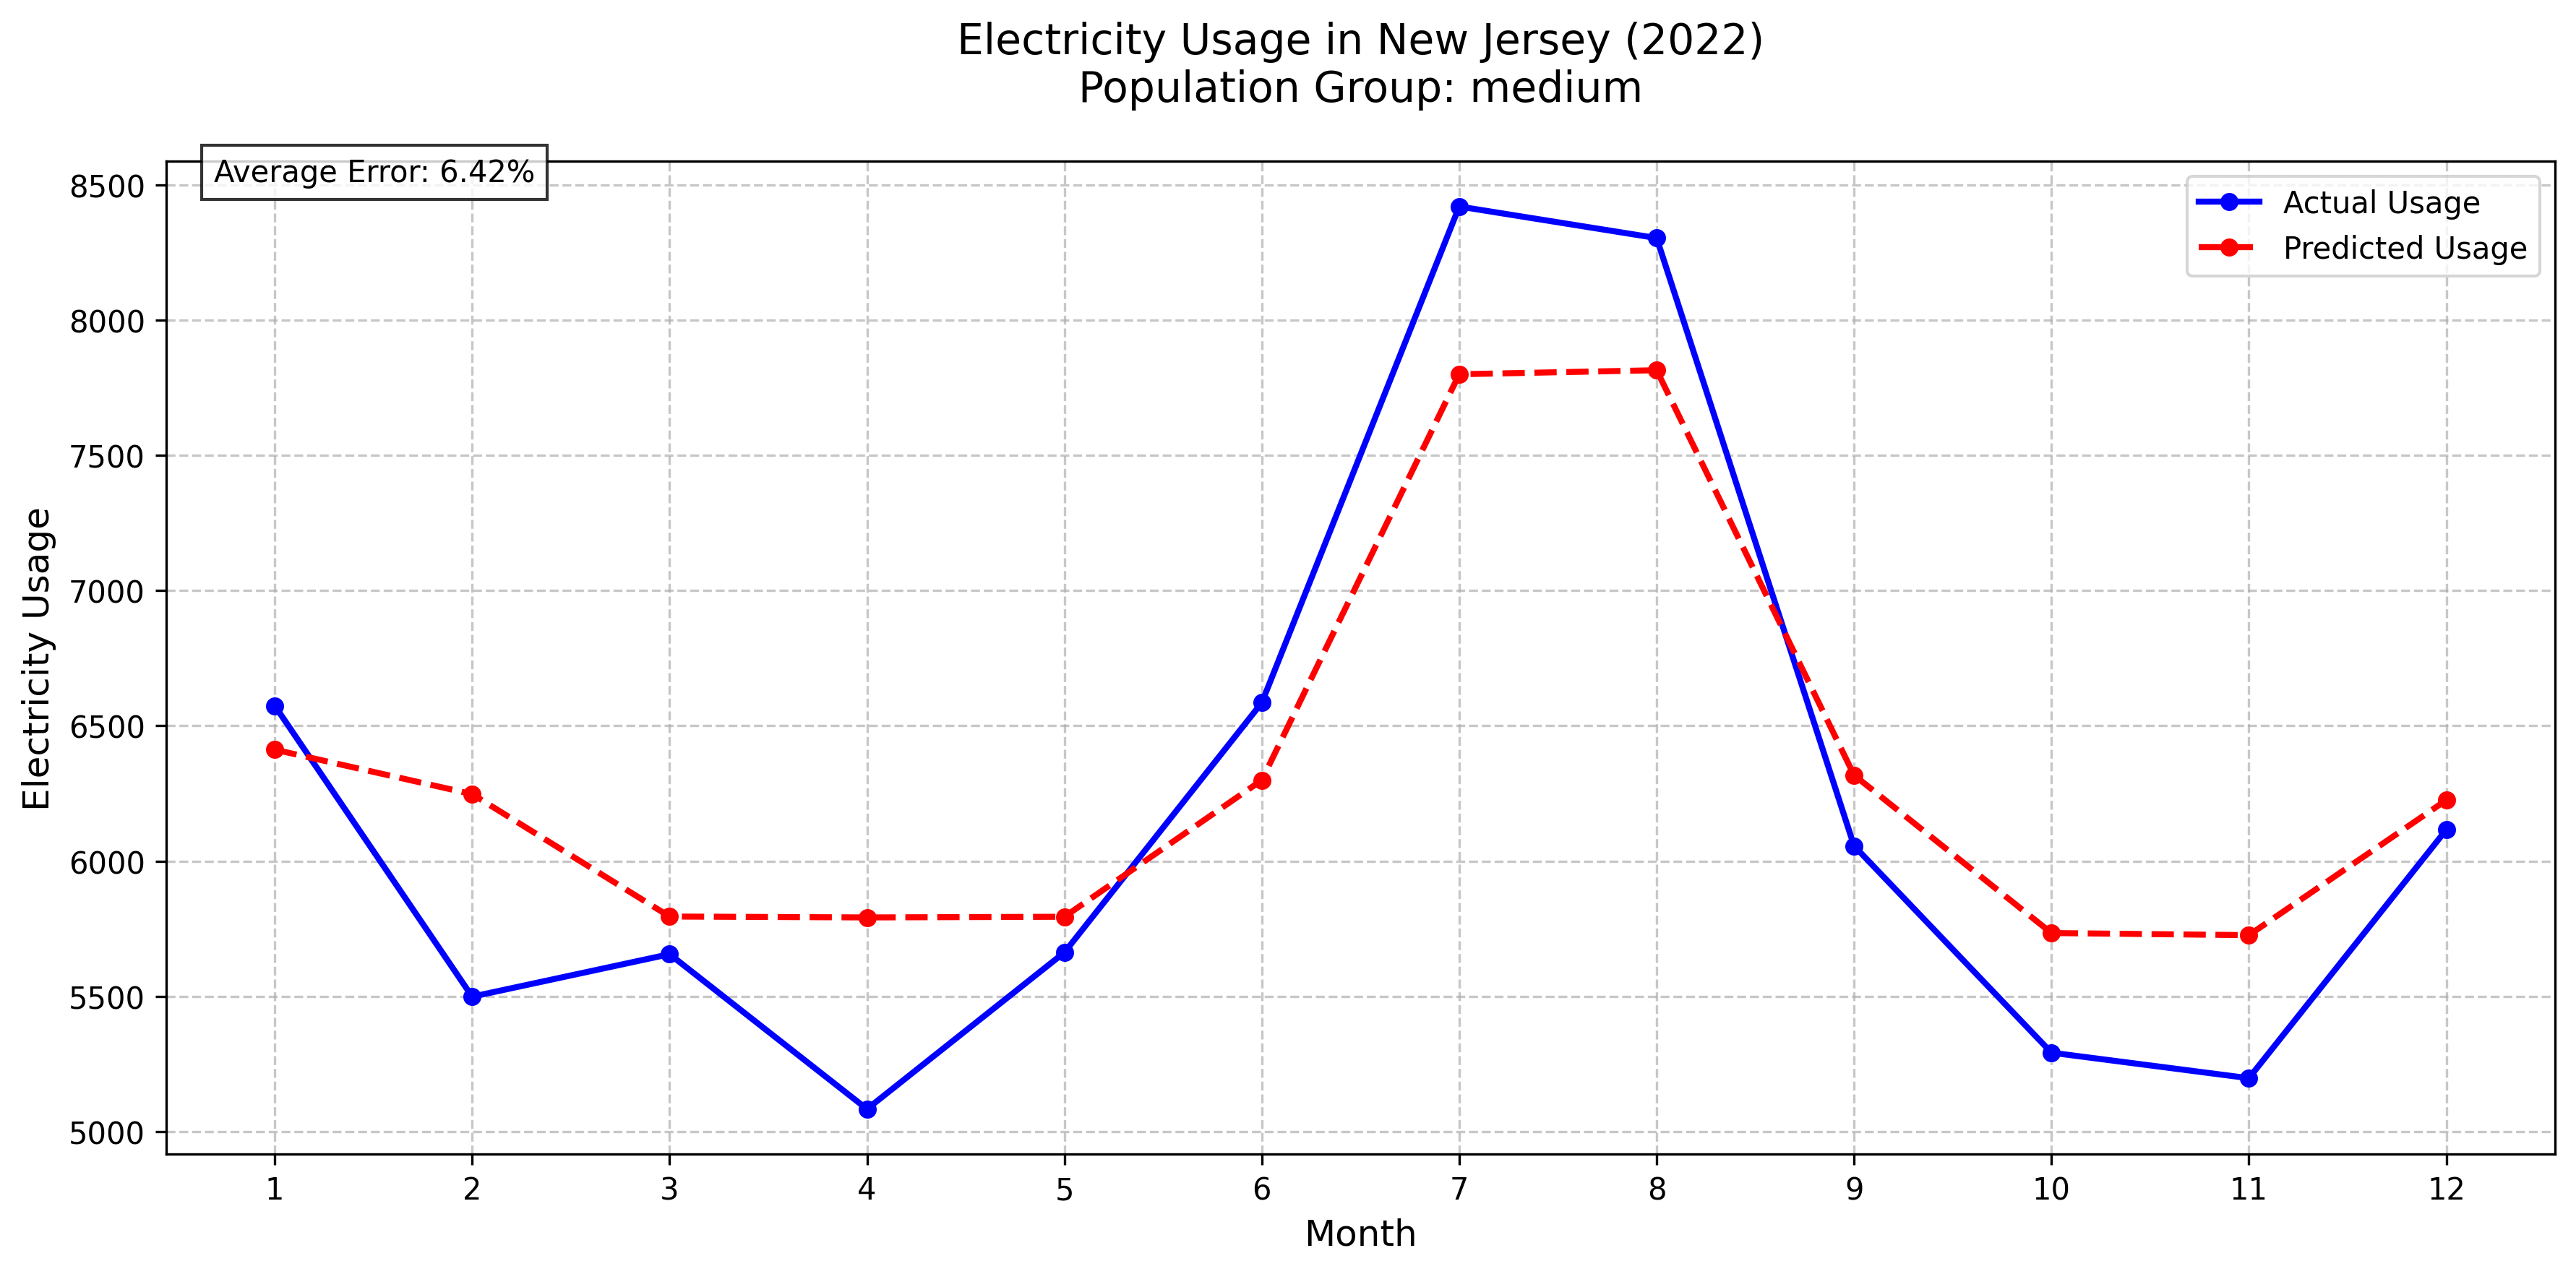 Electricity Usage in New Jersey (2022)
Population Group: medium
Average Error: 6.42%
Actual Usage
Predicted Usage
Electricity Usage
8500
8000
7500
7000
6500
6000
5500
5000
1 2 3 4 5 6 7 8 9 10 11 12
Month